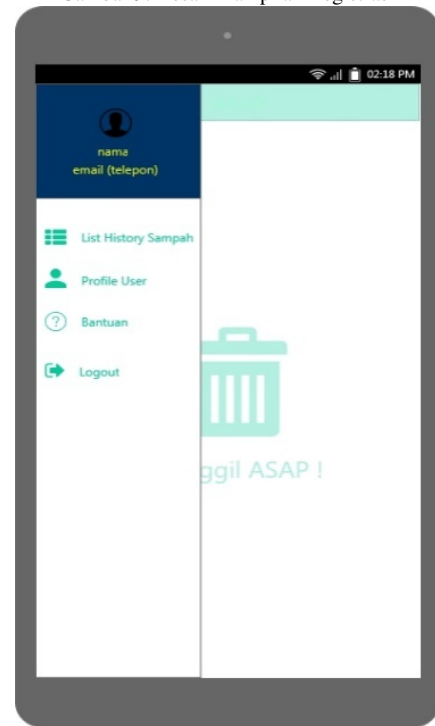 02:18 PM
nama
email (telepon)
List History Sampah
Profile User
Bantuan
Logout
ggil ASAP !